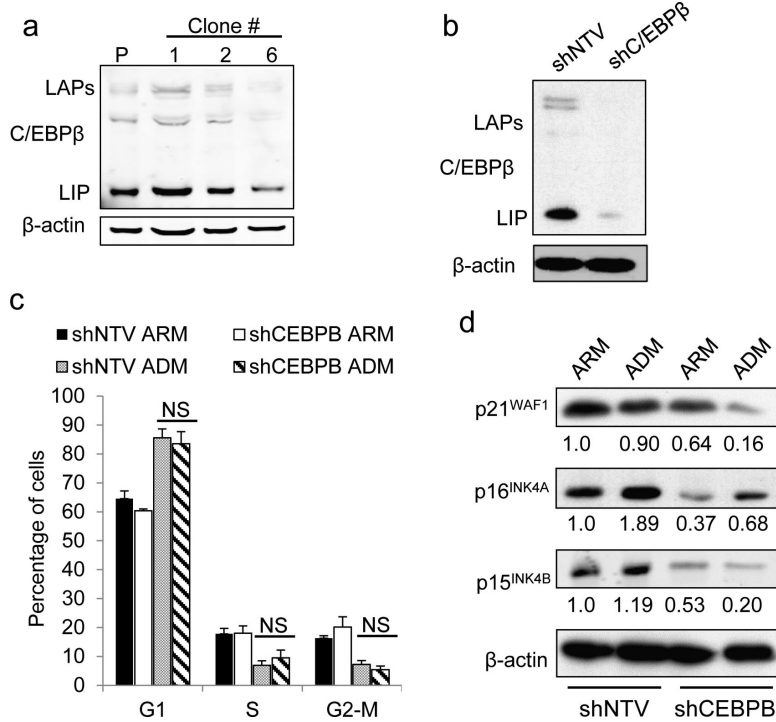 a
Clone #
P 1 2 6
LAPs
C/EBPβ
LIP
β-actin
b
shNTV shC/EBPβ
LAPs
C/EBPβ
LIP
β-actin
c
shNTV ARM shCEBPB ARM
shNTV ADM shCEBPB ADM
Percentage of cells
100
90
80
70
60
50
40
30
20
10
0
NS
NS
NS
G1 S G2-M
d
ARM ADM ARM ADM
p21WAF1
1.0 0.90 0.64 0.16
p16INK4A
1.0 1.89 0.37 0.68
p15INK4B
1.0 1.19 0.53 0.20
β-actin
shNTV shCEBPB